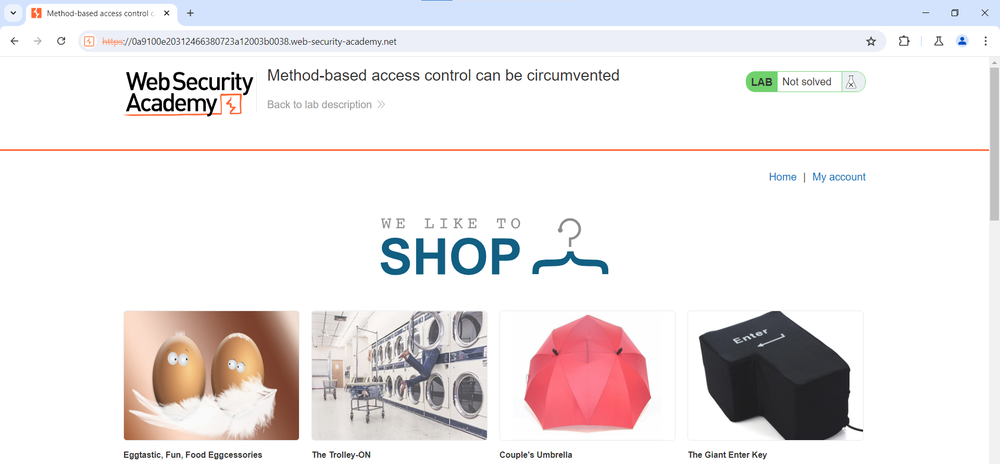 Method-based access control c
https://0a9100e20312466380723a12003b0038.web-security-academy.net
Web Security
Academy
Method-based access control can be circumvented
Back to lab description
LAB Not solved
Home | My account
WE LIKE TO
SHOP
Enter
Eggtastic, Fun, Food Eggcessories
The Trolley-ON
Couple's Umbrella
The Giant Enter Key